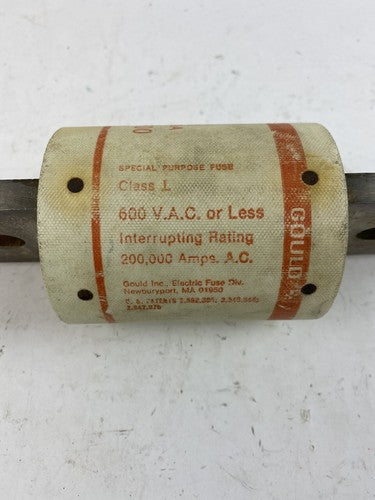 SPECIAL PURPOSE FUSE
Class L
600 V.A.C. or Less
Interrupting Rating
200,000 Amps. A.C.
Gould Inc., Electric Fuse Div.
Newburyport, MA 01950
U. S. PATENTS
GOULD